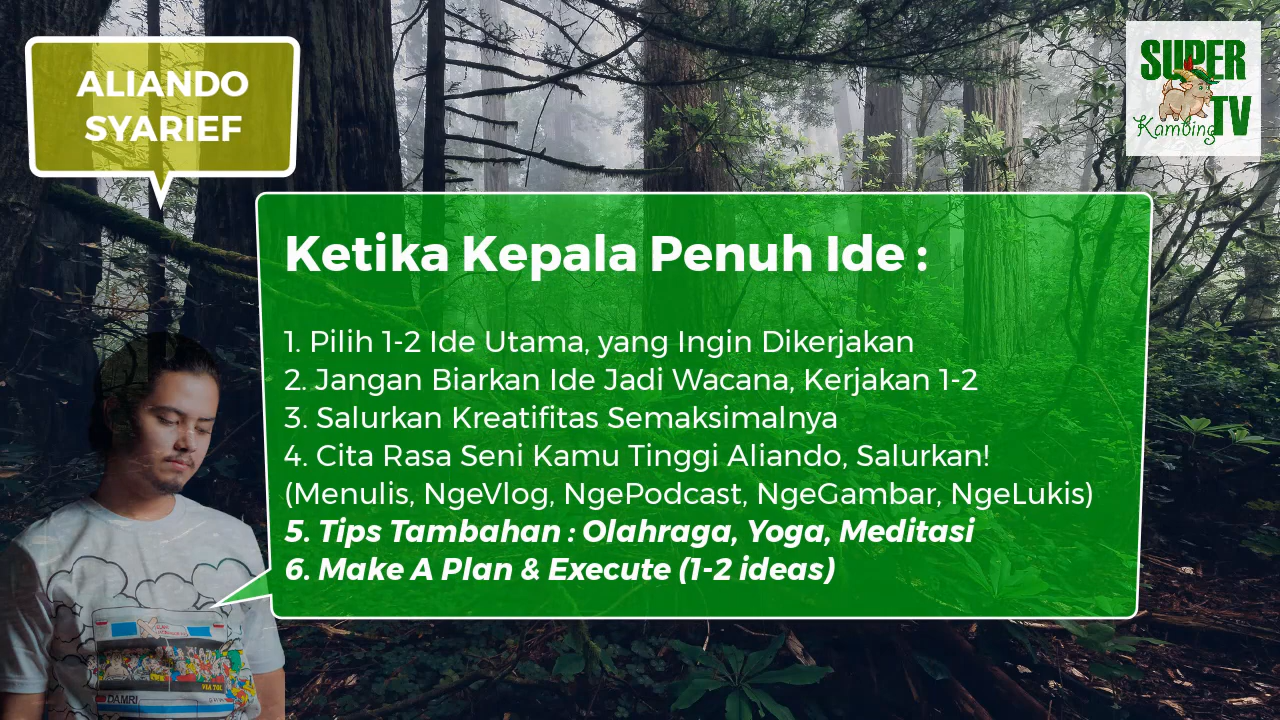 ALIANDO
SYARIEF
SUPER
Kambing TV
Ketika Kepala Penuh Ide :
1. Pilih 1-2 Ide Utama, yang Ingin Dikerjakan
2. Jangan Biarkan Ide Jadi Wacana, Kerjakan 1-2
3. Salurkan Kreatifitas Semaksimalnya
4. Cita Rasa Seni Kamu Tinggi Aliando, Salurkan!
(Menulis, NgeVlog, NgePodcast, NgeGambar, NgeLukis)
5. Tips Tambahan : Olahraga, Yoga, Meditasi
6. Make A Plan & Execute (1-2 ideas)
VIA TOL
DAMRI